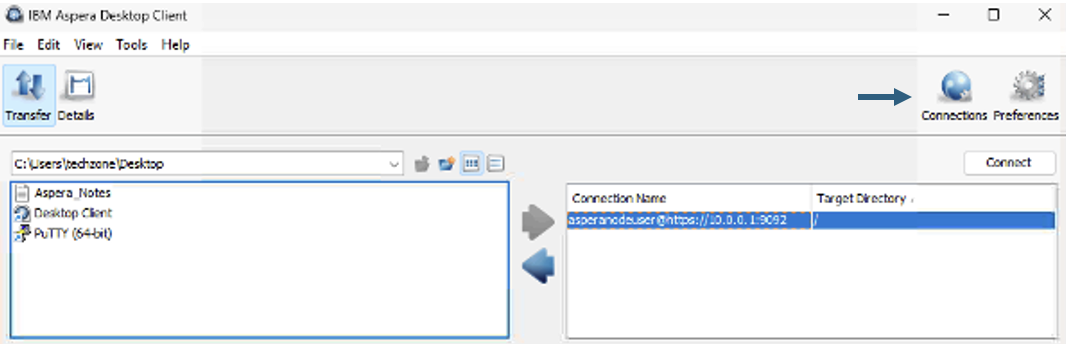 IBM Aspera Desktop Client
File Edit View Tools Help
Transfer Details Connections Preferences
C:\Users\techzone\Desktop
Connect
Aspera_Notes
Desktop Client
PuTTY (64-bit)
Connection Name Target Directory
asperanodeuser@https://10.0.0.1:9092 /